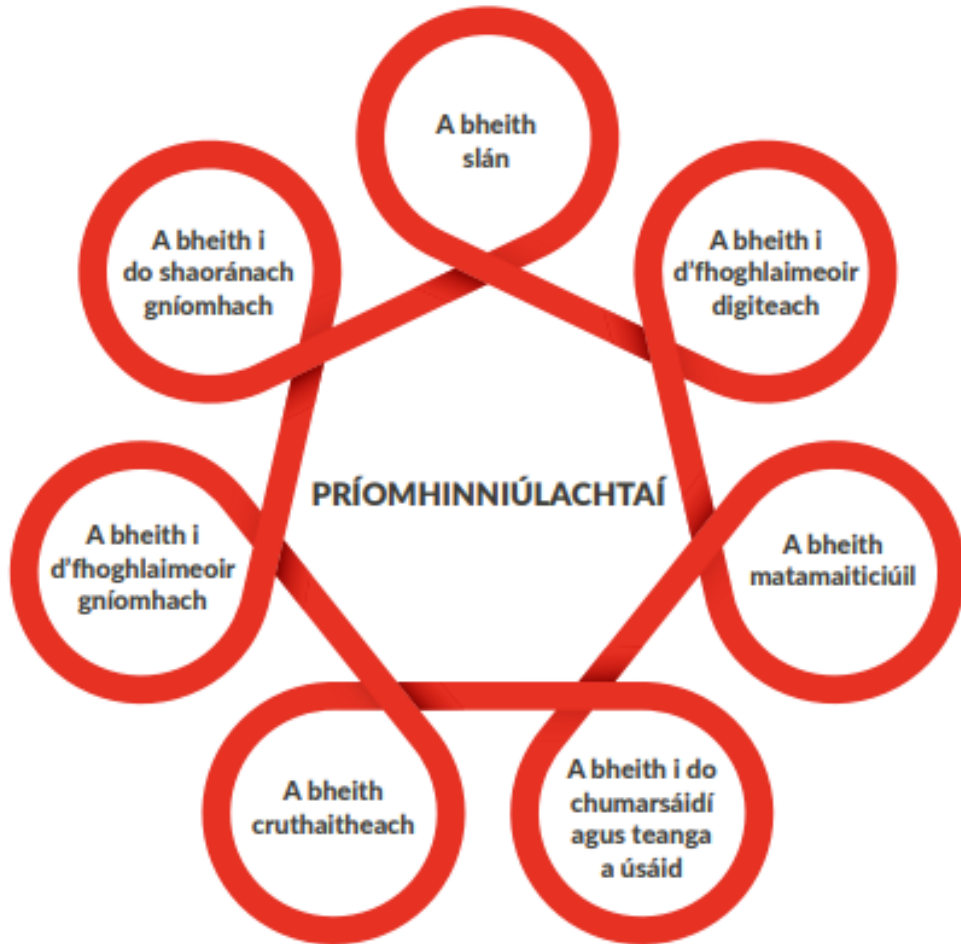 A bheith
slán
A bheith i
d'fhoghlaimeoir
digiteach
A bheith
matamaiticiúil
A bheith i do
chumarsáidí
agus teanga
a úsáid
A bheith
cruthaitheach
A bheith i
d'fhoghlaimeoir
gníomhach
A bheith i
do shaoránach
gníomhach
PRÍOMHINNIÚLACHTAÍ